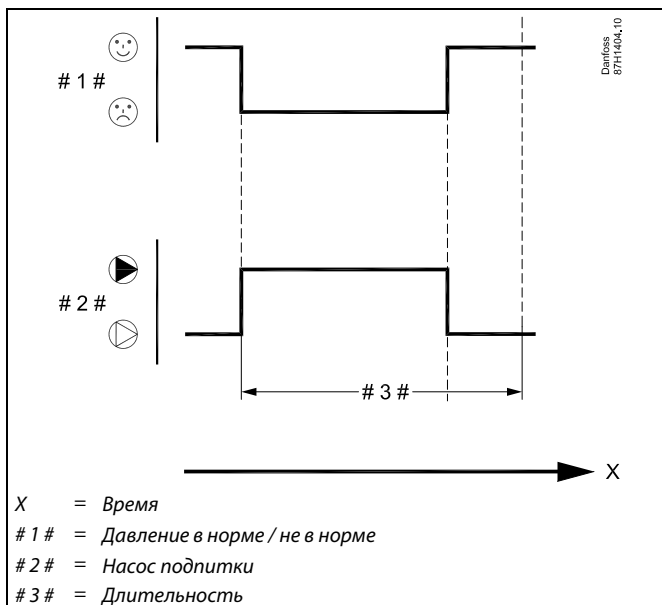 Danfoss
87H1404.10
# 1 #
# 2 #
# 3 #
X
X = Время
# 1 # = Давление в норме / не в норме
# 2 # = Насос подпитки
# 3 # = Длительность